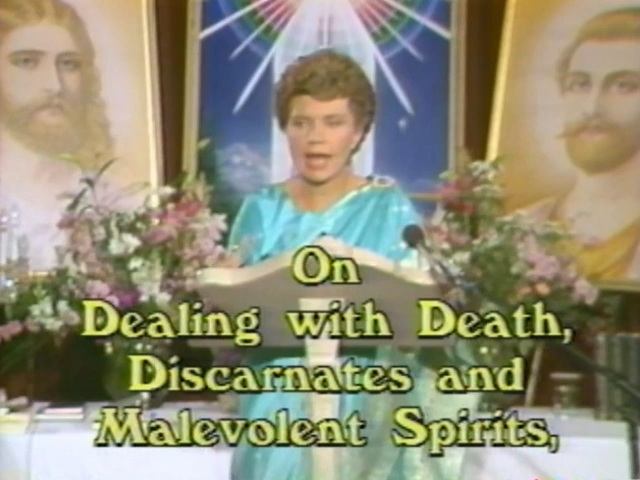 On
Dealing with Death,
Discarnates and
Malevolent Spirits,